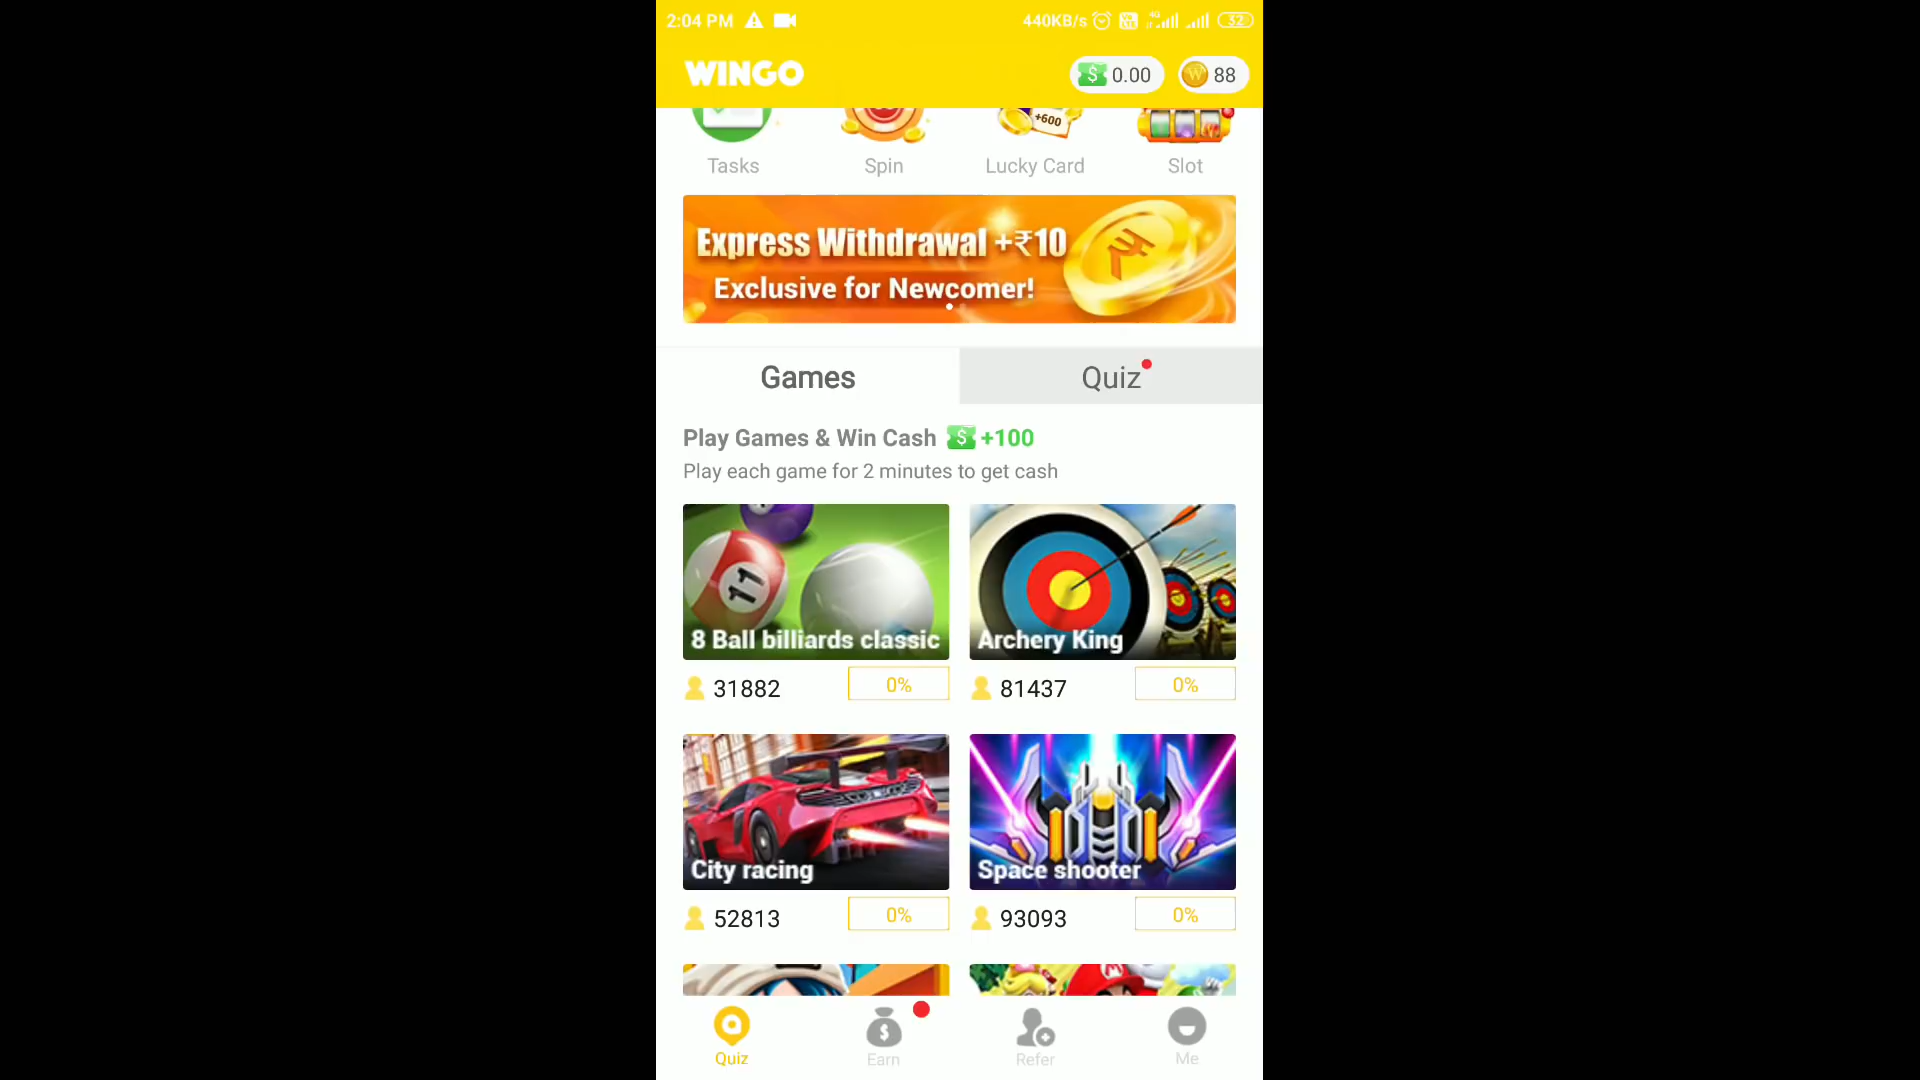 2:04 PM 440KB/s 4G 32
WINGO 0.00 88
+600
Tasks Spin Lucky Card Slot
Express Withdrawal +₹10
Exclusive for Newcomer!
Games Quiz
Play Games & Win Cash $ +100
Play each game for 2 minutes to get cash
11
8 Ball billiards classic Archery King
31882 0% 81437 0%
City racing Space shooter
52813 0% 93093 0%
Quiz Earn Refer Me